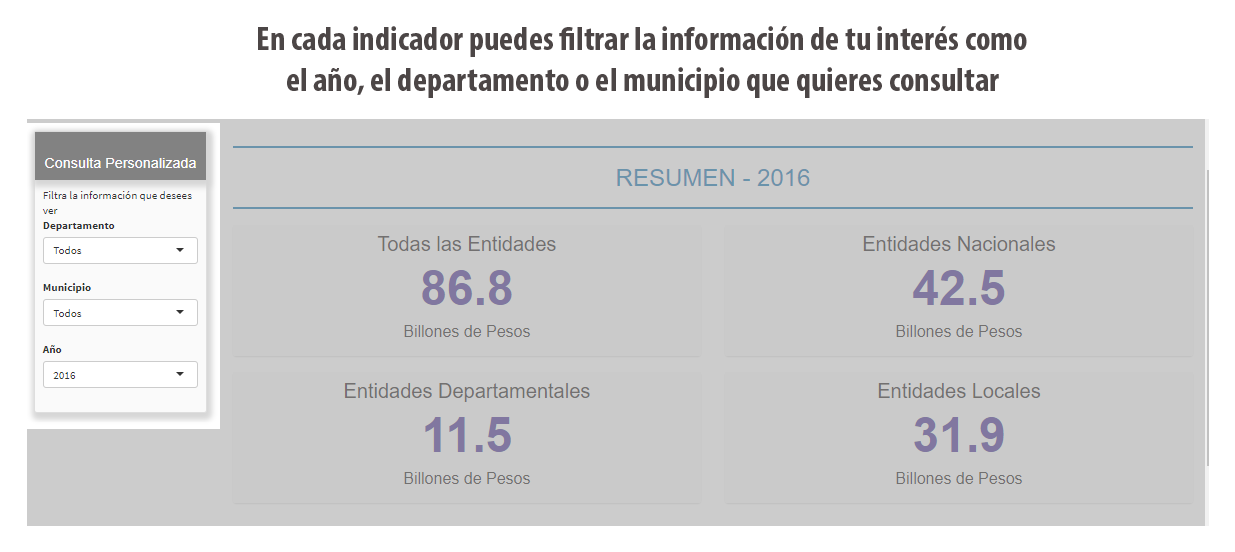 En cada indicador puedes filtrar la información de tu interés como
el año, el departamento o el municipio que quieres consultar
Consulta Personalizada
Filtra la información que desees
ver
Departamento
Todos
Municipio
Todos
Año
2016
RESUMEN - 2016
Todas las Entidades
86.8
Billones de Pesos
Entidades Nacionales
42.5
Billones de Pesos
Entidades Departamentales
11.5
Billones de Pesos
Entidades Locales
31.9
Billones de Pesos